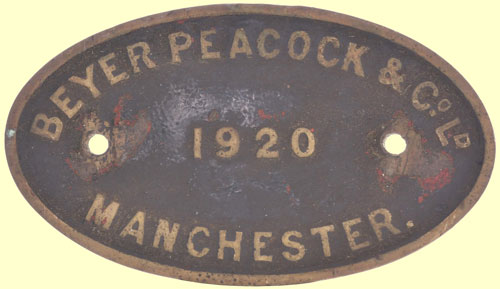 BEYER PEACOCK & Co LD
1920
MANCHESTER.